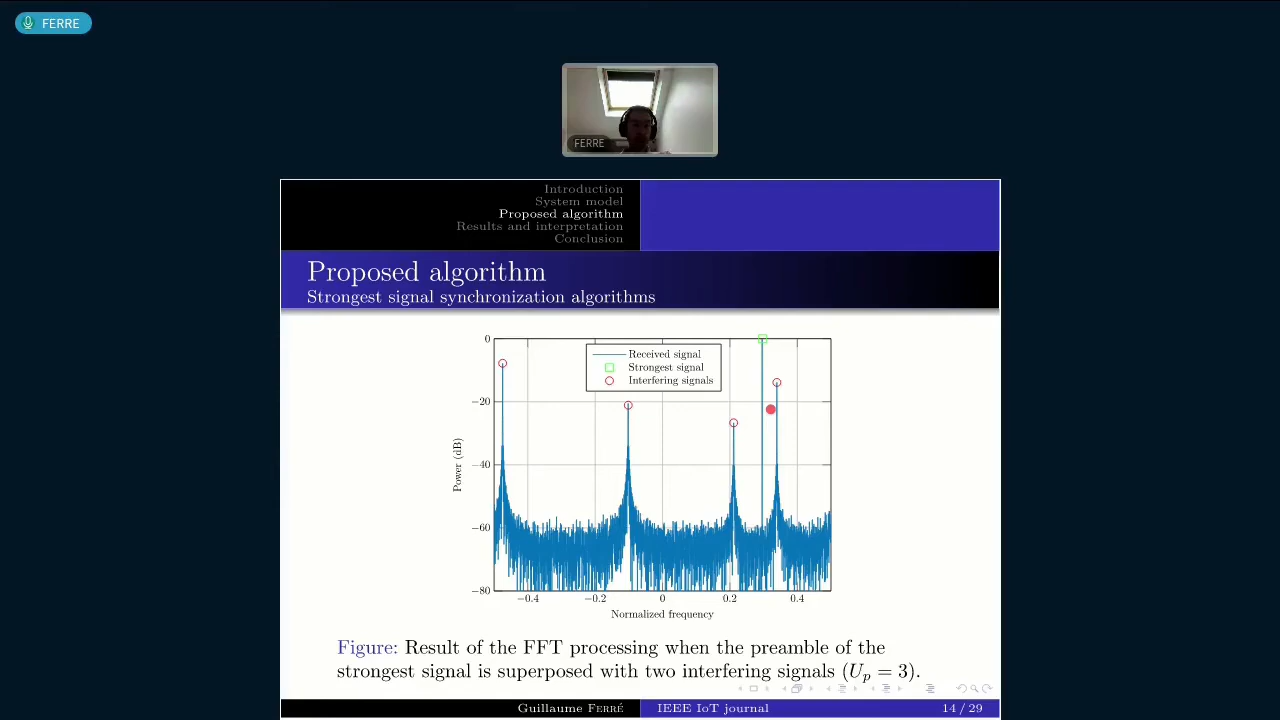 FERRE
FERRE
Introduction
System model
Proposed algorithm
Results and interpretation
Conclusion
Proposed algorithm
Strongest signal synchronization algorithms
0
−20
−40
−60
−80
Power (dB)
Received signal
Strongest signal
Interfering signals
−0.4
−0.2
0
0.2
0.4
Normalized frequency
Figure: Result of the FFT processing when the preamble of the
strongest signal is superposed with two interfering signals (Up = 3).
Guillaume FERRÉ
IEEE IoT journal
14 / 29